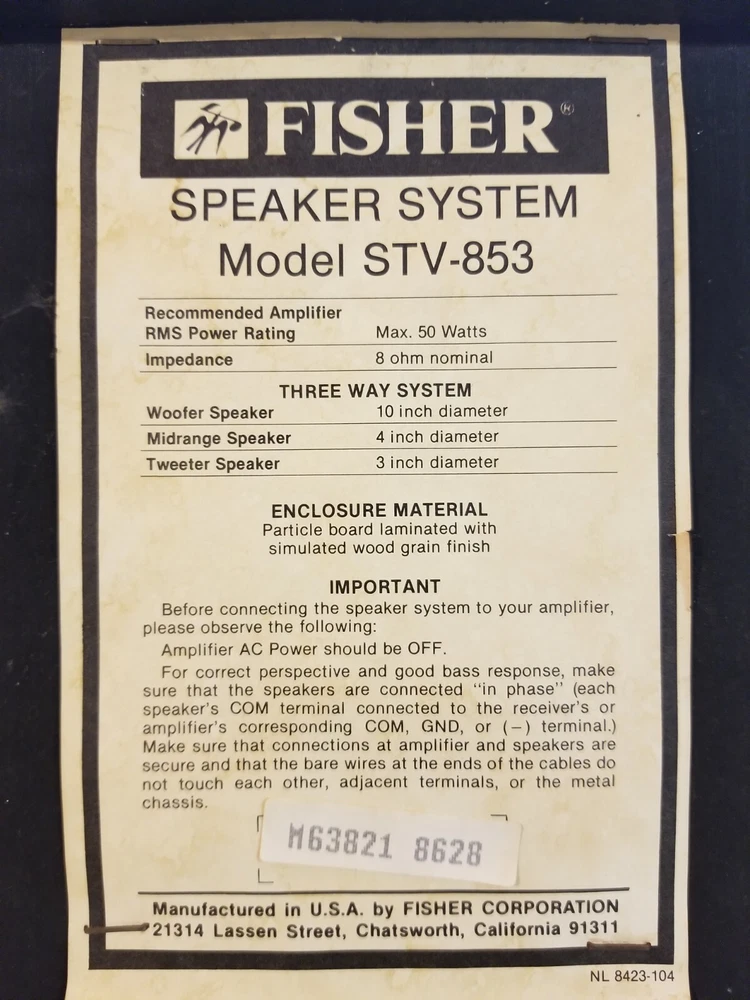 FISHER®
SPEAKER SYSTEM
Model STV-853
Recommended Amplifier
RMS Power Rating Max. 50 Watts
Impedance 8 ohm nominal
THREE WAY SYSTEM
Woofer Speaker 10 inch diameter
Midrange Speaker 4 inch diameter
Tweeter Speaker 3 inch diameter
ENCLOSURE MATERIAL
Particle board laminated with
simulated wood grain finish
IMPORTANT
Before connecting the speaker system to your amplifier,
please observe the following:
Amplifier AC Power should be OFF.
For correct perspective and good bass response, make
sure that the speakers are connected "in phase" (each
speaker's COM terminal connected to the receiver's or
amplifier's corresponding COM, GND, or (−) terminal.)
Make sure that connections at amplifier and speakers are
secure and that the bare wires at the ends of the cables do
not touch each other, adjacent terminals, or the metal
chassis.
M63821 8628
Manufactured in U.S.A. by FISHER CORPORATION
21314 Lassen Street, Chatsworth, California 91311
NL 8423-104